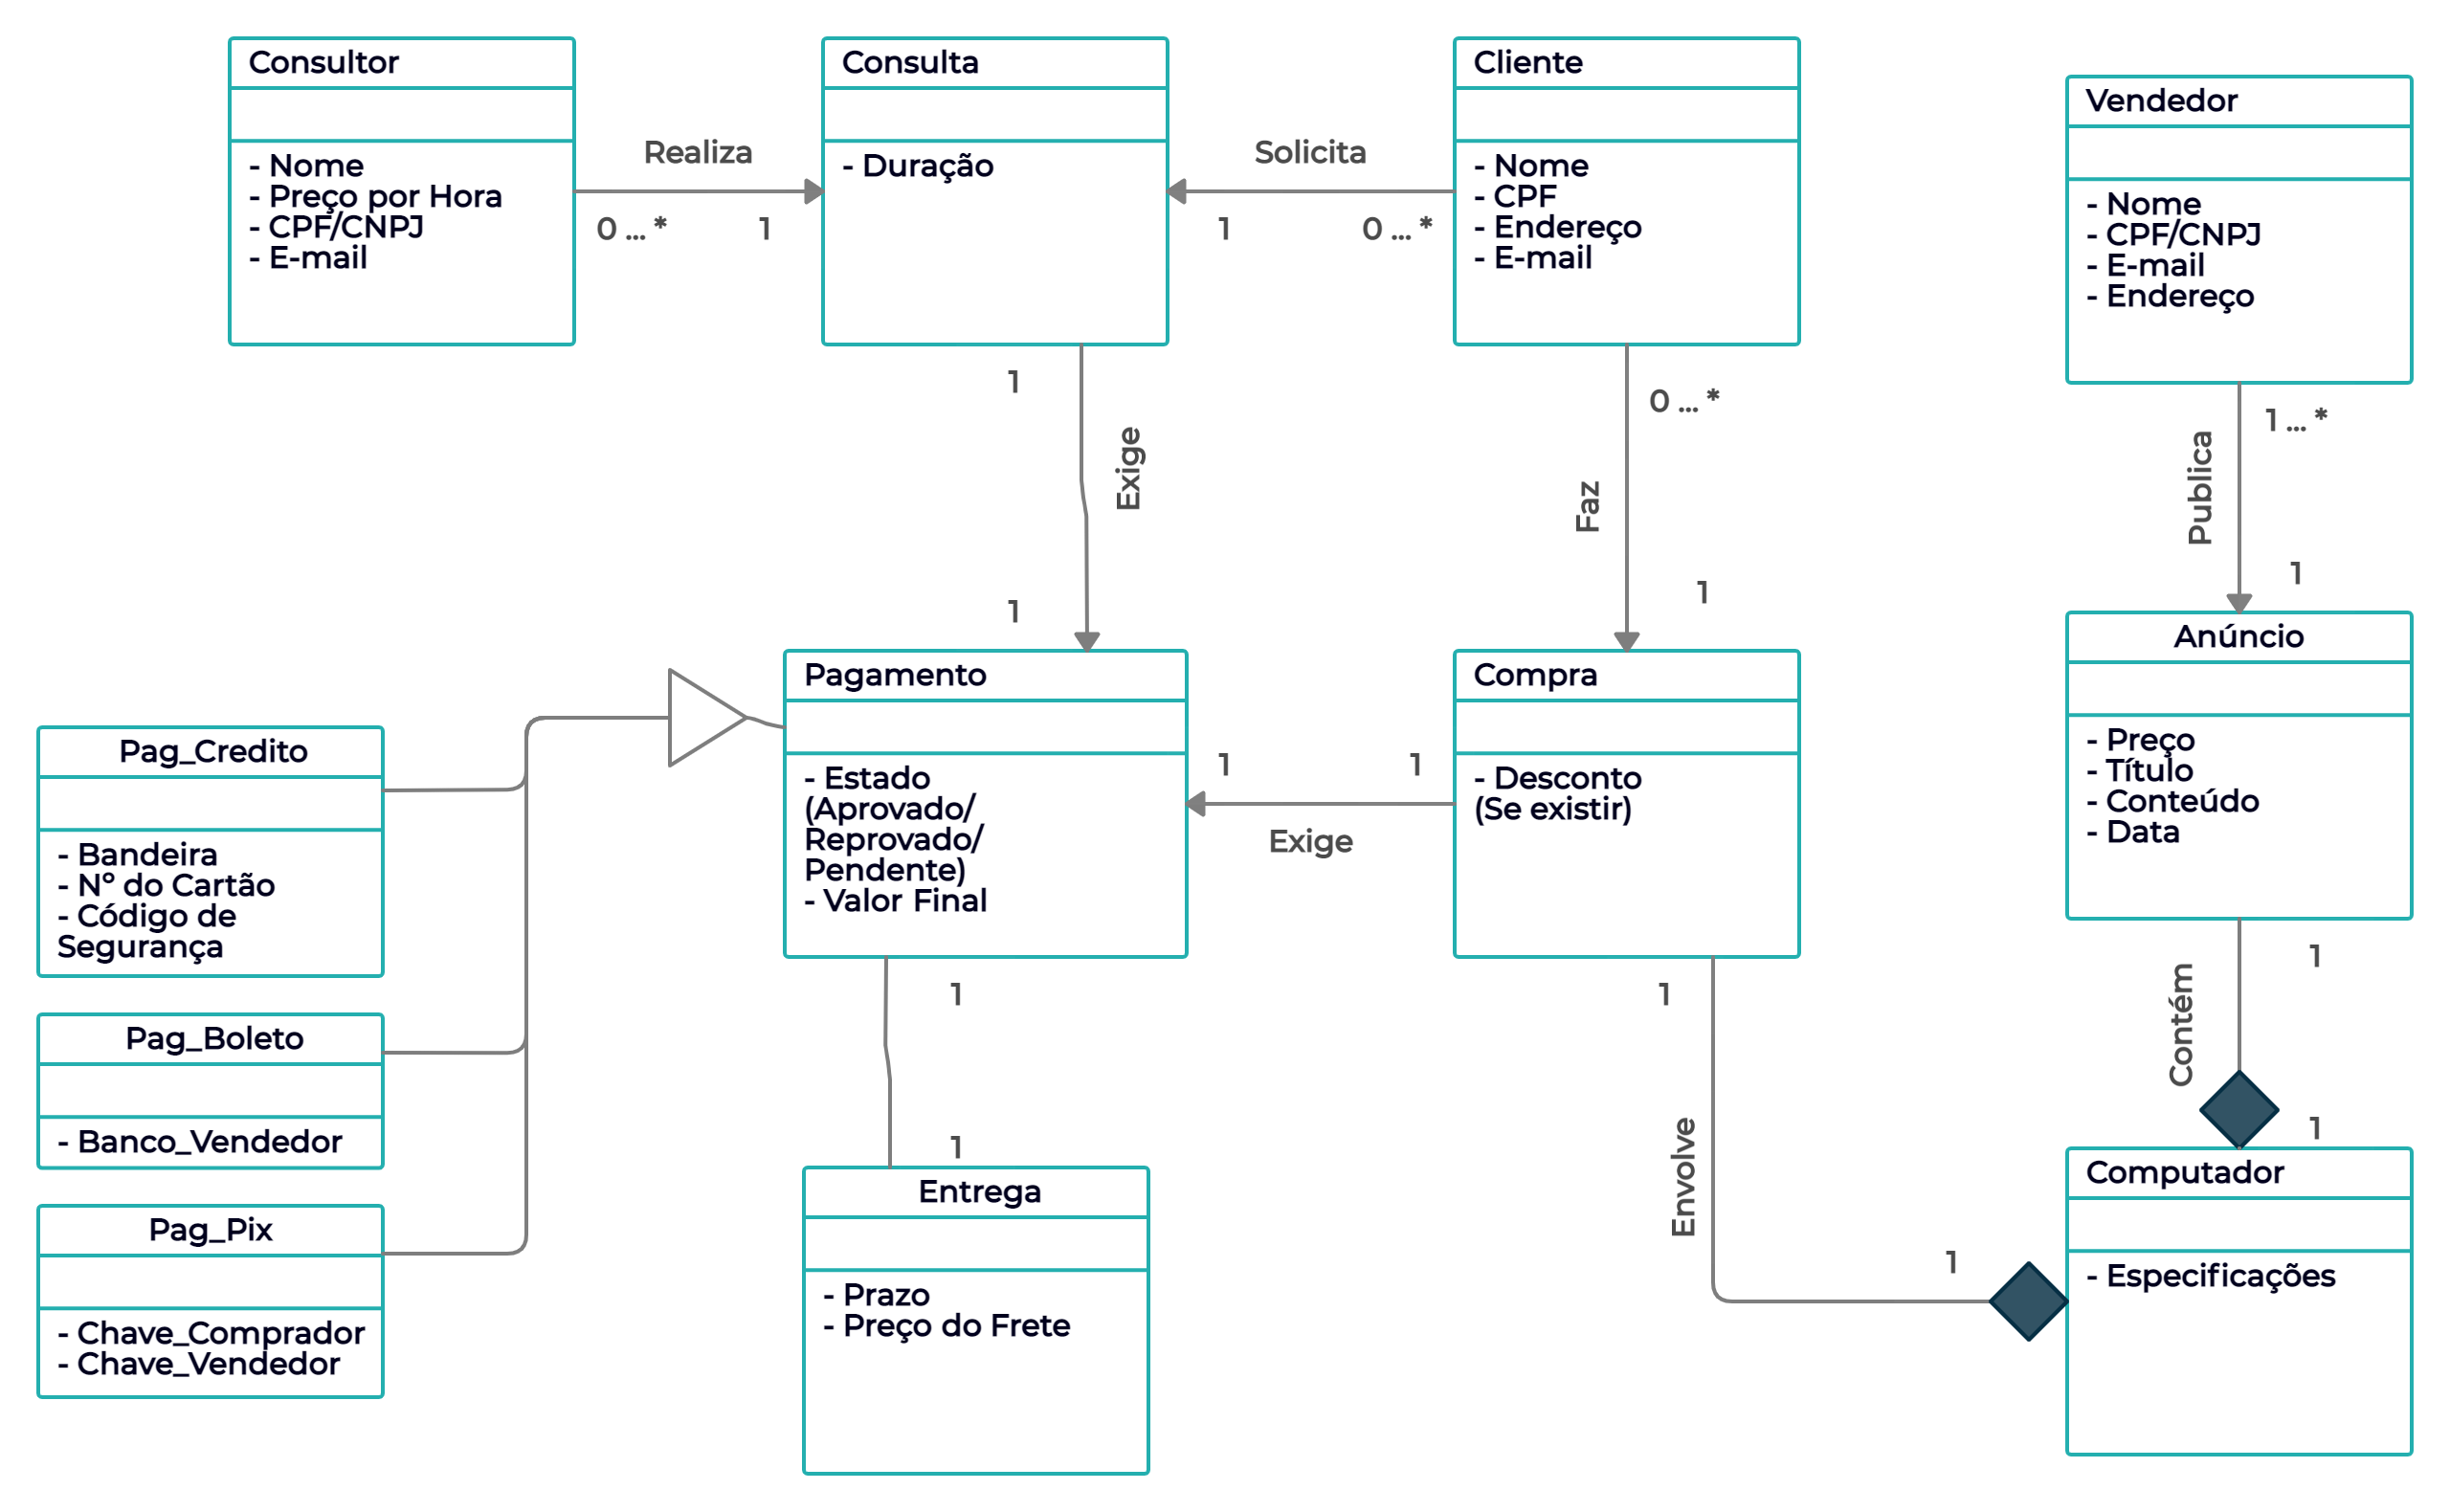 Consultor
- Nome
- Preço por Hora
- CPF/CNPJ
- E-mail
Realiza
0 ... *
1
Consulta
- Duração
Solicita
1
0 ... *
Cliente
- Nome
- CPF
- Endereço
- E-mail
Vendedor
- Nome
- CPF/CNPJ
- E-mail
- Endereço
1
Exige
1
0 ... *
Faz
1
1 ... *
Publica
1
Pagamento
- Estado
(Aprovado/
Reprovado/
Pendente)
- Valor Final
1
1
Exige
Compra
- Desconto
(Se existir)
Anúncio
- Preço
- Título
- Conteúdo
- Data
Pag_Credito
- Bandeira
- Nº do Cartão
- Código de
Segurança
Pag_Boleto
- Banco_Vendedor
Pag_Pix
- Chave_Comprador
- Chave_Vendedor
1
1
Entrega
- Prazo
- Preço do Frete
1
Envolve
1
1
Contém
1
Computador
- Especificações